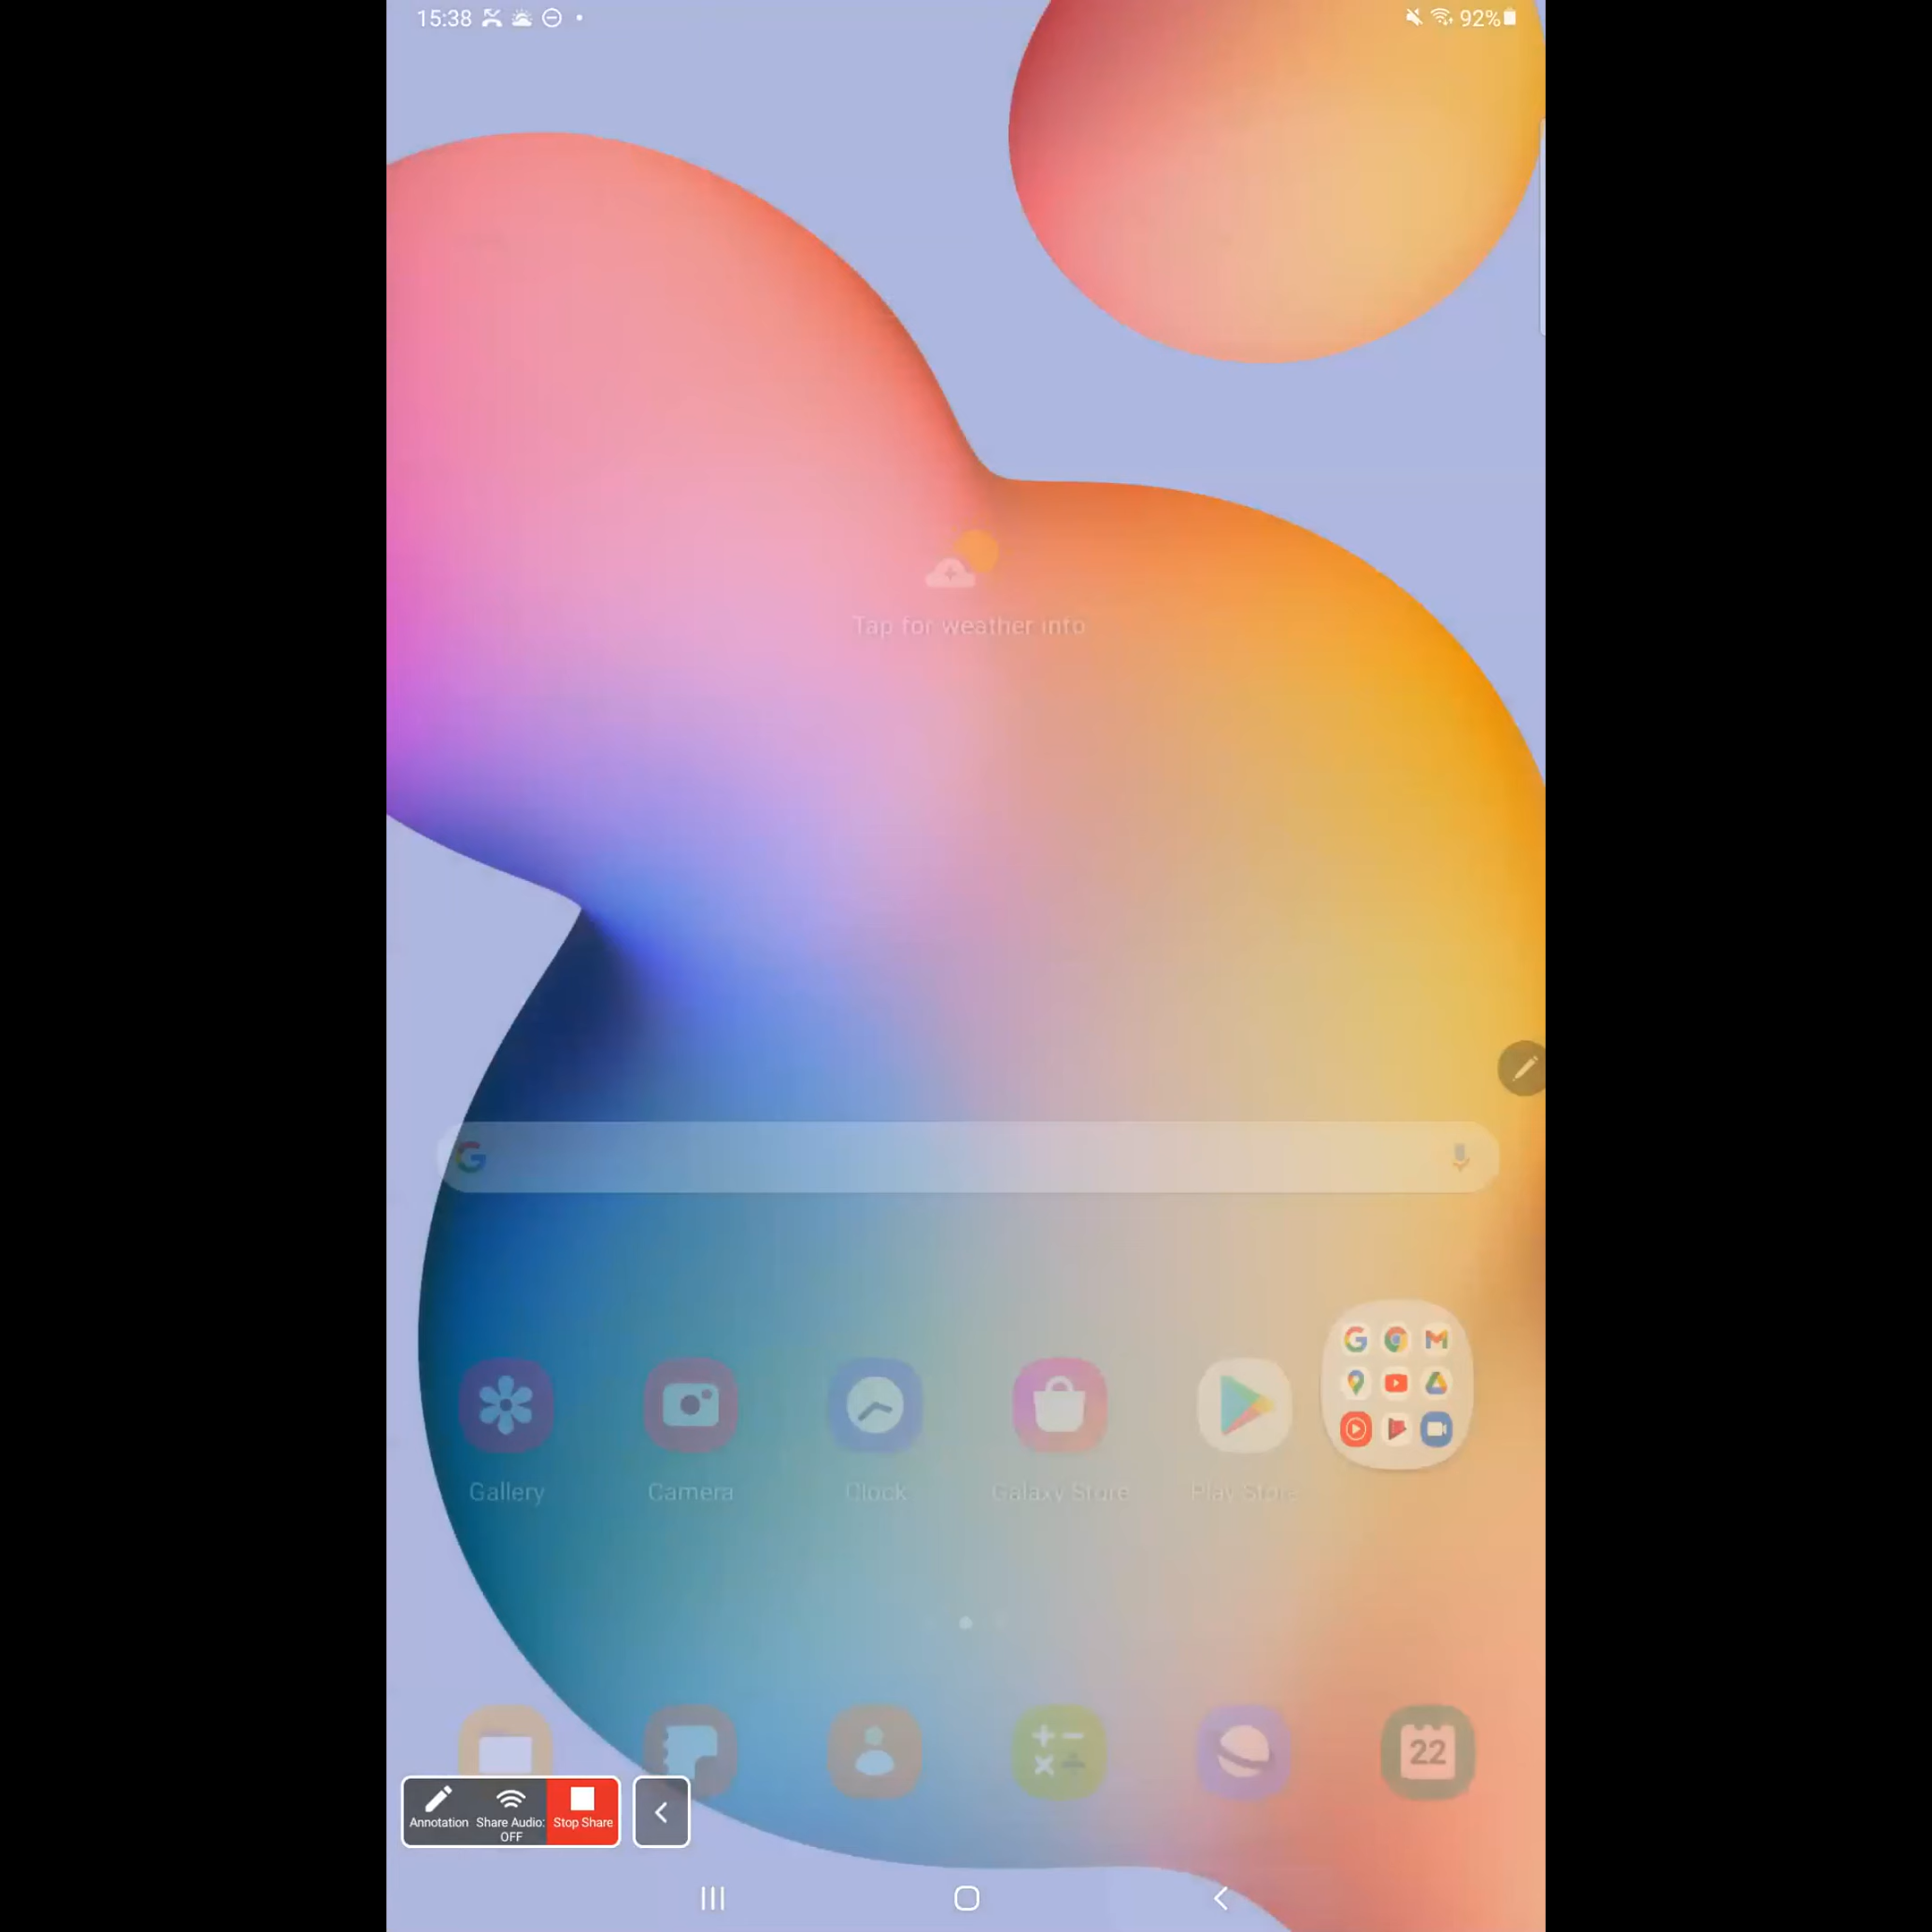 15:38
92%
Tap for weather info
Gallery Camera Clock Galaxy Store Play Store
22
Annotation Share Audio: Stop Share
OFF